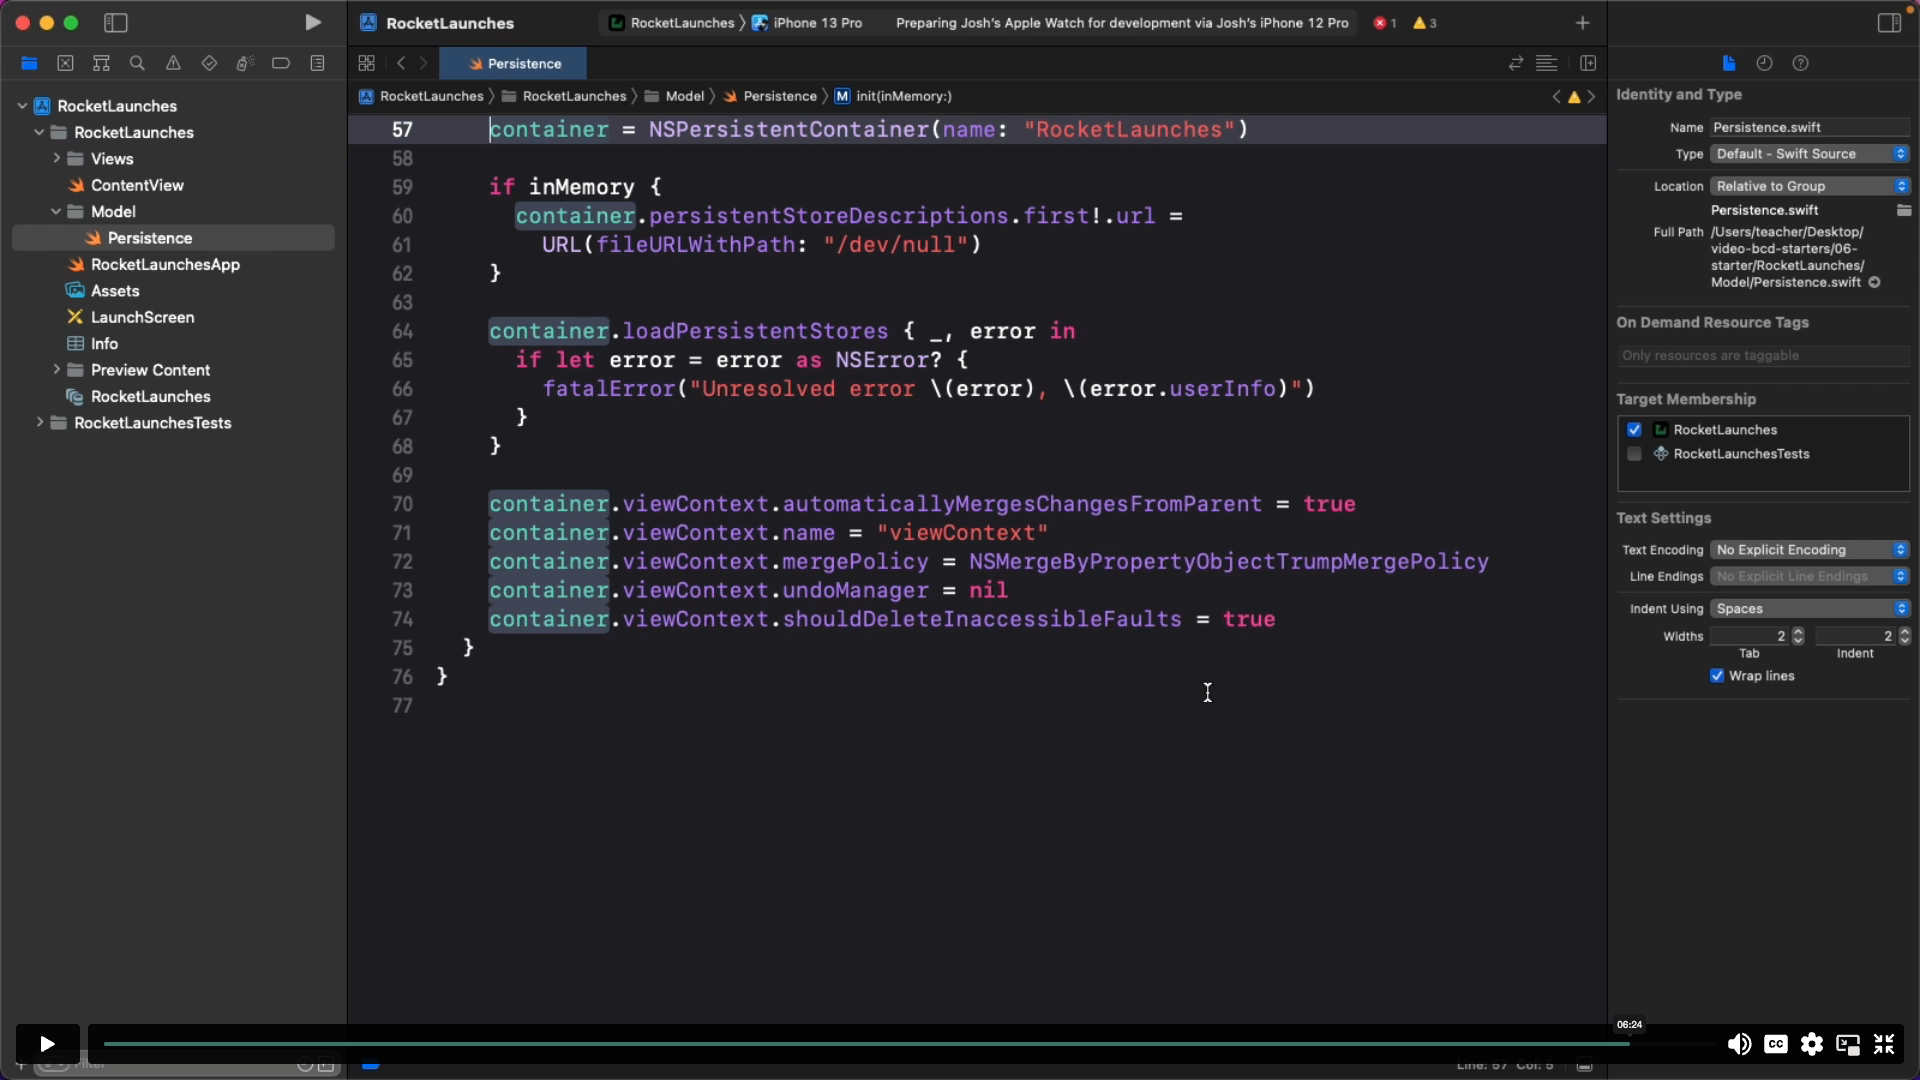 RocketLaunches
RocketLaunches
iPhone 13 Pro
Preparing Josh's Apple Watch for development via Josh's iPhone 12 Pro
1
3
Persistence
RocketLaunches
RocketLaunches
Model
Persistence
M
init(inMemory:)
RocketLaunches
RocketLaunches
Views
ContentView
Model
Persistence
RocketLaunchesApp
Assets
LaunchScreen
Info
Preview Content
RocketLaunches
RocketLaunchesTests
57 container = NSPersistentContainer(name: "RocketLaunches")
58
59 if inMemory {
60 container.persistentStoreDescriptions.first!.url =
61 URL(fileURLWithPath: "/dev/null")
62 }
63
64 container.loadPersistentStores { _, error in
65 if let error = error as NSError? {
66 fatalError("Unresolved error \(error), \(error.userInfo)")
67 }
68 }
69
70 container.viewContext.automaticallyMergesChangesFromParent = true
71 container.viewContext.name = "viewContext"
72 container.viewContext.mergePolicy = NSMergeByPropertyObjectTrumpMergePolicy
73 container.viewContext.undoManager = nil
74 container.viewContext.shouldDeleteInaccessibleFaults = true
75 }
76 }
77
Identity and Type
Name Persistence.swift
Type Default - Swift Source
Location Relative to Group
Persistence.swift
Full Path /Users/teacher/Desktop/
video-bcd-starters/06-
starter/RocketLaunches/
Model/Persistence.swift
On Demand Resource Tags
Only resources are taggable
Target Membership
RocketLaunches
RocketLaunchesTests
Text Settings
Text Encoding No Explicit Encoding
Line Endings No Explicit Line Endings
Indent Using Spaces
Widths 2 2
Tab Indent
Wrap lines
06:24
CC
Filter
Line: 57 Col: 5